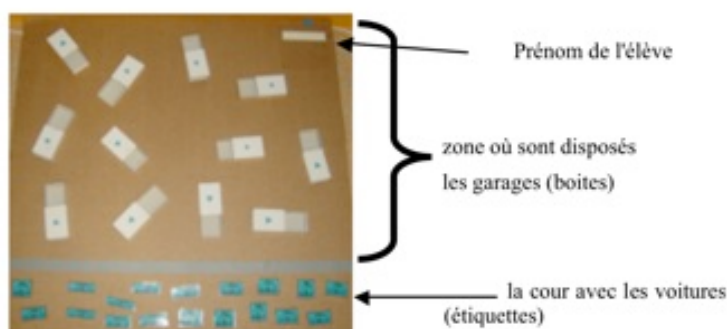 Prénom de l'élève
zone où sont disposés
les garages (boites)
la cour avec les voitures
(étiquettes)